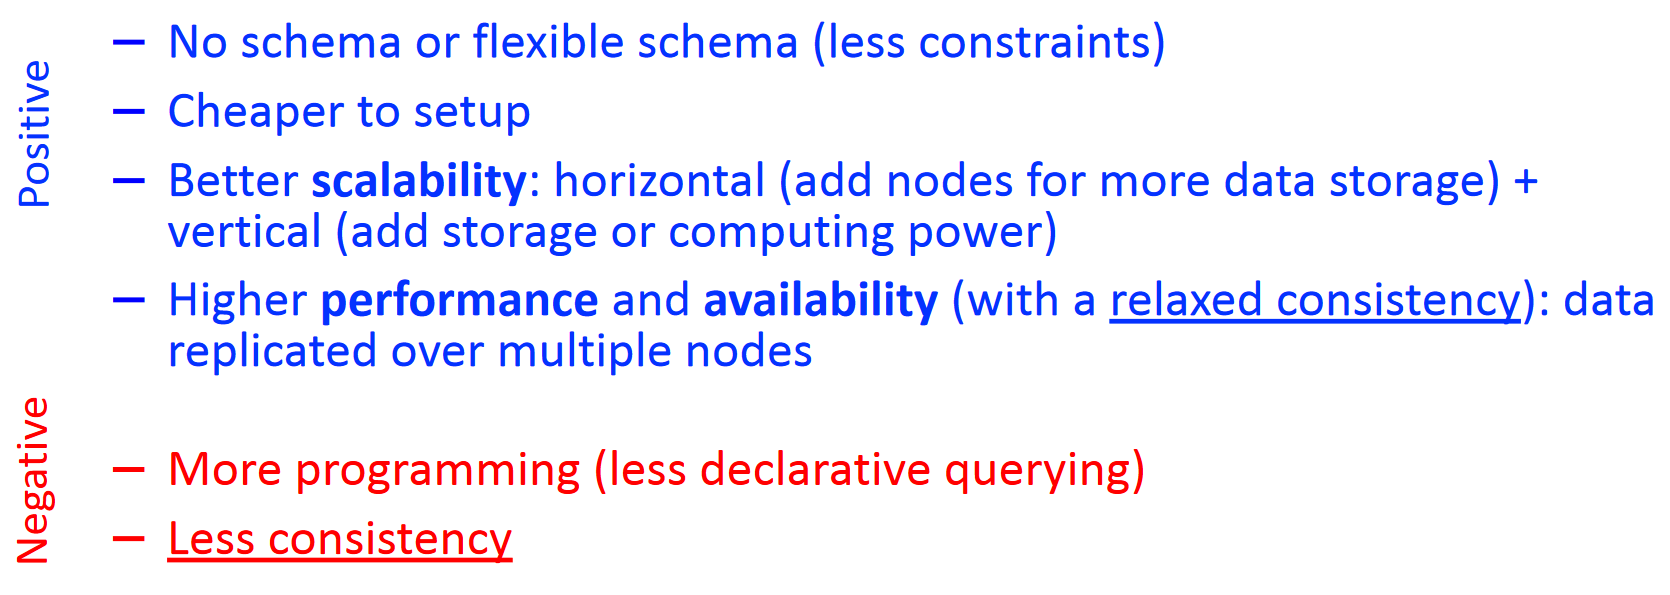 Positive
– No schema or flexible schema (less constraints)
– Cheaper to setup
– Better scalability: horizontal (add nodes for more data storage) +
vertical (add storage or computing power)
– Higher performance and availability (with a relaxed consistency): data
replicated over multiple nodes
Negative
– More programming (less declarative querying)
– Less consistency